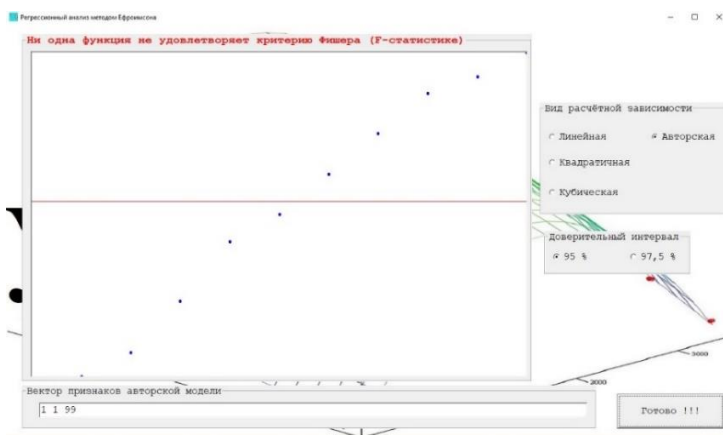 Регрессионный анализ методом Ефроимсона
Ни одна функция не удовлетворяет критерию Фишера (F-статистике)
Вид расчётной зависимости
Линейная
Авторская
Квадратичная
Кубическая
Доверительный интервал
95 %
97,5 %
3000
2000
Вектор признаков авторской модели
1 1 99
Готово !!!